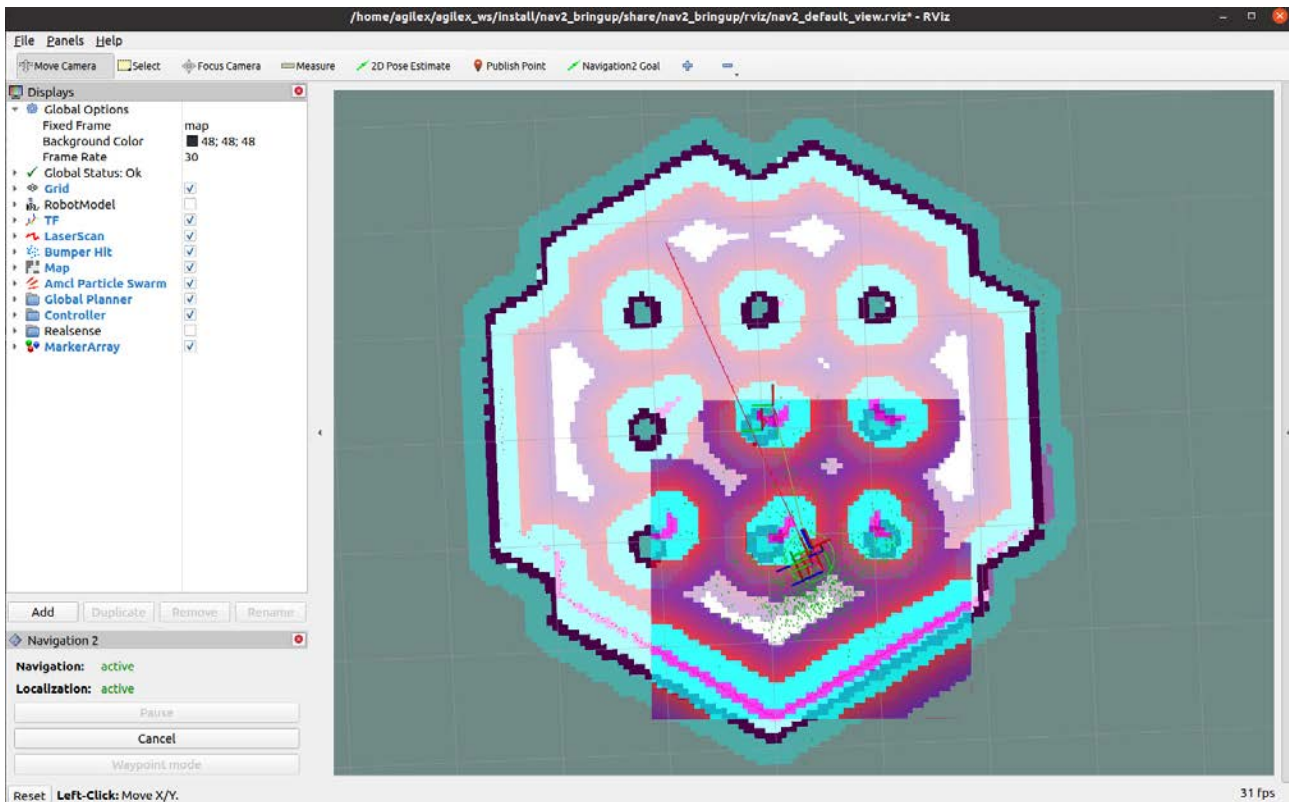 /home/agilex/agilex_ws/install/nav2_bringup/share/nav2_bringup/rviz/nav2_default_view.rviz* - RViz
File Panels Help
Move Camera Select Focus Camera Measure 2D Pose Estimate Publish Point Navigation2 Goal
Displays
Global Options
Fixed Frame map
Background Color 48; 48; 48
Frame Rate 30
Global Status: Ok
Grid
RobotModel
TF
LaserScan
Bumper Hit
Map
Amcl Particle Swarm
Global Planner
Controller
Realsense
MarkerArray
Add Duplicate Remove Rename
Navigation 2
Navigation: active
Localization: active
Pause
Cancel
Waypoint mode
Reset Left-Click: Move X/Y. 31 fps